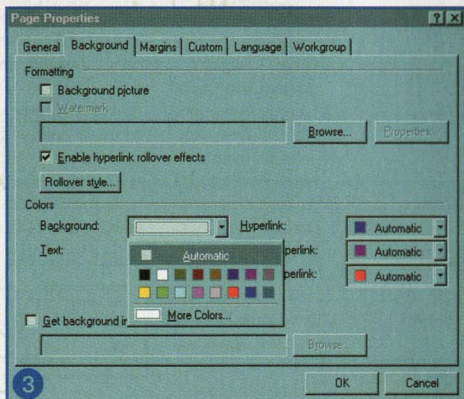 Page Properties
General Background Margins Custom Language Workgroup
Formatting
Background picture
Watermark
Browse... Properties...
Enable hyperlink rollover effects
Rollover style...
Colors
Background: Hyperlink: Automatic
Text: perlink: Automatic
Automatic
perlink: Automatic
More Colors...
Get background in
Browse...
3 OK Cancel